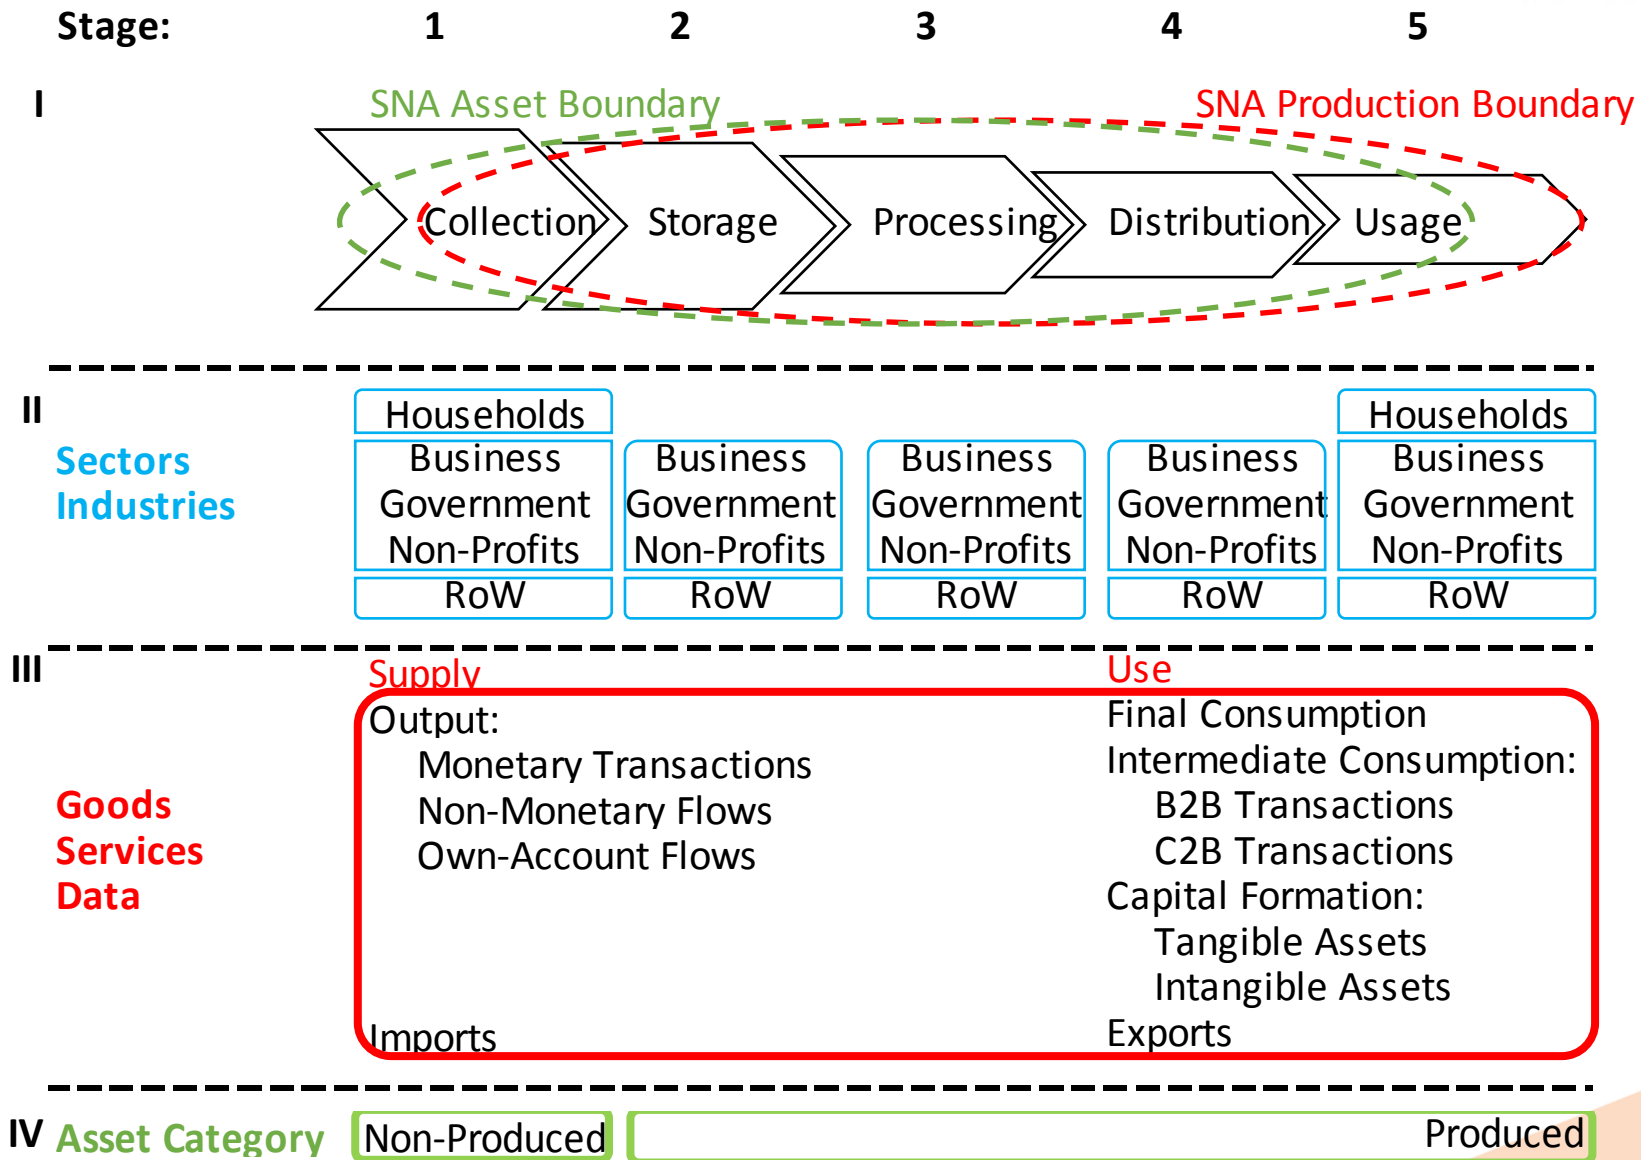 Stage: 1 2 3 4 5
I
SNA Asset Boundary SNA Production Boundary
Collection Storage Processing Distribution Usage
II
Households Households
Sectors Business Business Business Business Business
Industries Government Government Government Government Government
Non-Profits Non-Profits Non-Profits Non-Profits Non-Profits
RoW RoW RoW RoW RoW
III
Supply Use
Output: Final Consumption
Monetary Transactions Intermediate Consumption:
Goods Non-Monetary Flows B2B Transactions
Services Own-Account Flows C2B Transactions
Data Capital Formation:
Tangible Assets
Intangible Assets
Imports Exports
IV Asset Category Non-Produced Produced